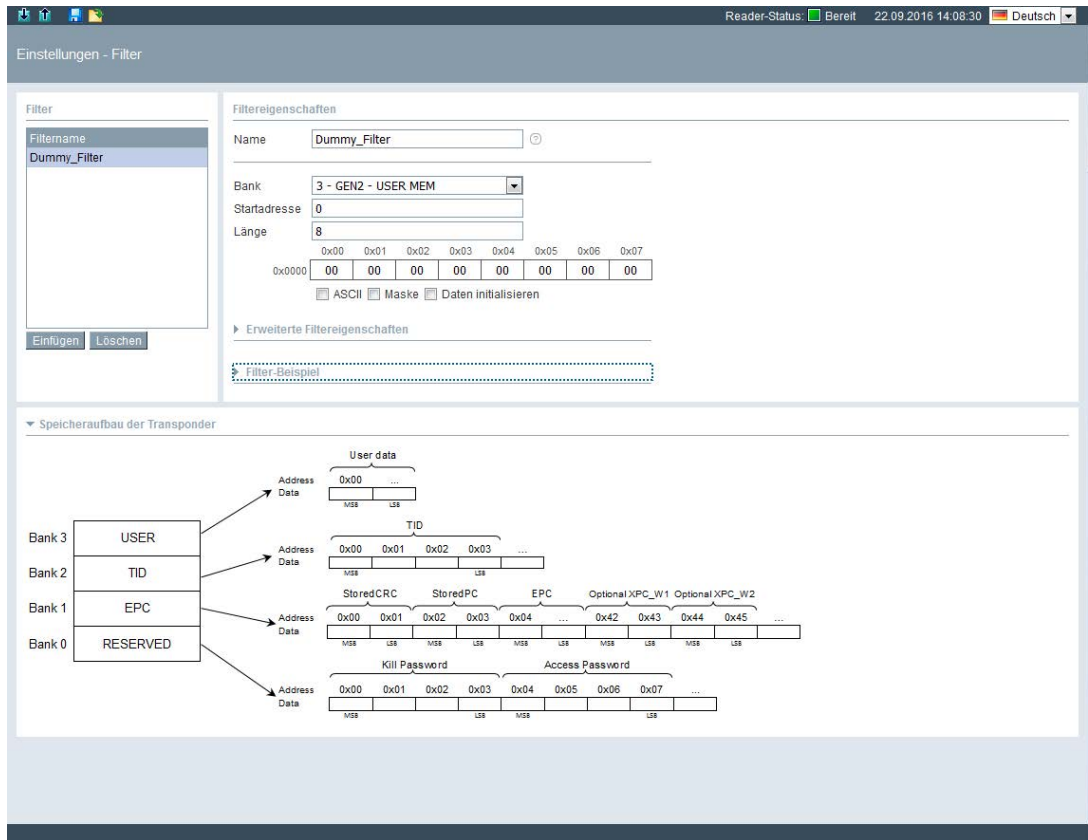 Reader-Status: Bereit 22.09.2016 14:08:30 Deutsch
Einstellungen - Filter
Filter
Filtername
Dummy_Filter
Einfügen Löschen
Filtereigenschaften
Name Dummy_Filter ?
Bank 3 - GEN2 - USER MEM
Startadresse 0
Länge 8
0x00 0x01 0x02 0x03 0x04 0x05 0x06 0x07
0x0000 00 00 00 00 00 00 00 00
ASCII Maske Daten initialisieren
Erweiterte Filtereigenschaften
Filter-Beispiel
Speicheraufbau der Transponder
Bank 3 USER
Bank 2 TID
Bank 1 EPC
Bank 0 RESERVED
User data
Address 0x00 ...
Data
MSB LSB
TID
Address 0x00 0x01 0x02 0x03 ...
Data
MSB LSB
StoredCRC StoredPC EPC Optional XPC_W1 Optional XPC_W2
Address 0x00 0x01 0x02 0x03 0x04 ... 0x42 0x43 0x44 0x45 ...
Data
MSB LSB MSB LSB MSB LSB MSB LSB MSB LSB
Kill Password Access Password
Address 0x00 0x01 0x02 0x03 0x04 0x05 0x06 0x07 ...
Data
MSB LSB MSB LSB